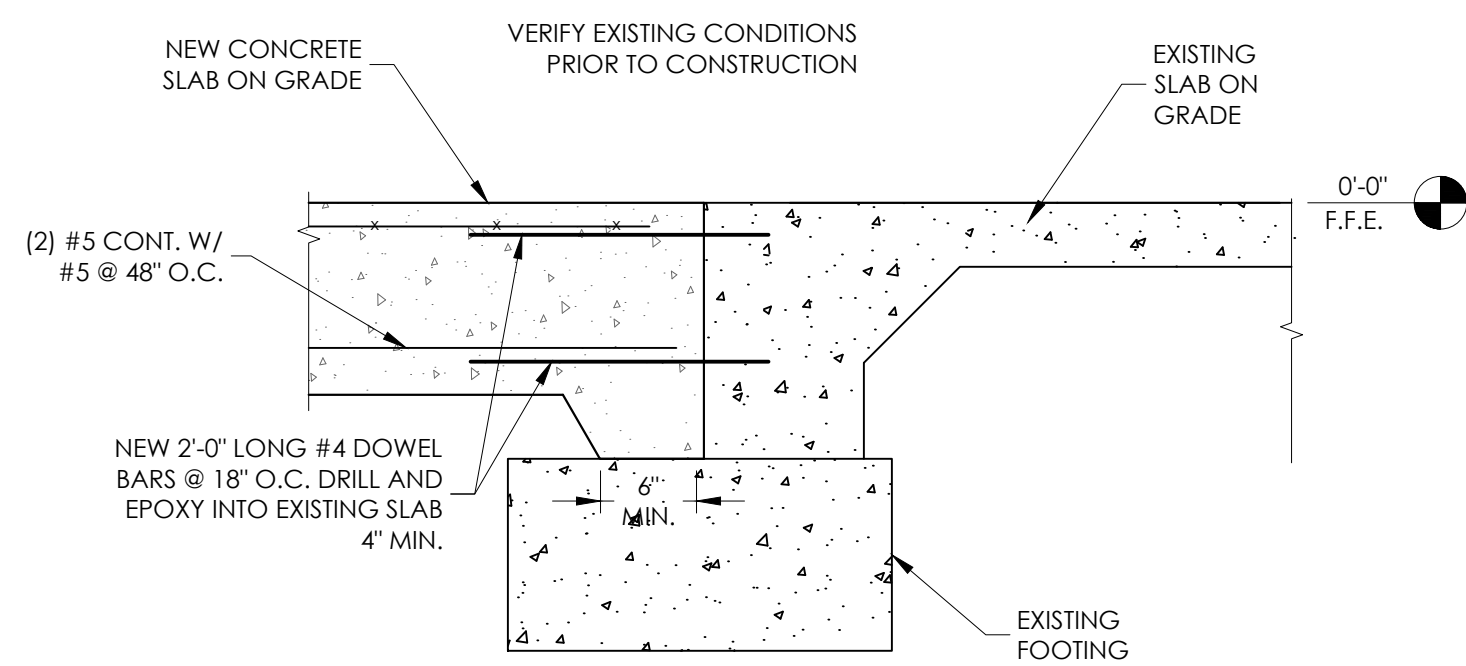 VERIFY EXISTING CONDITIONS
PRIOR TO CONSTRUCTION
NEW CONCRETE
SLAB ON GRADE
EXISTING
SLAB ON
GRADE
0'-0"
F.F.E.
x x x
(2) #5 CONT. W/
#5 @ 48" O.C.
NEW 2'-0" LONG #4 DOWEL
BARS @ 18" O.C. DRILL AND
EPOXY INTO EXISTING SLAB
4" MIN.
6"
MIN.
EXISTING
FOOTING